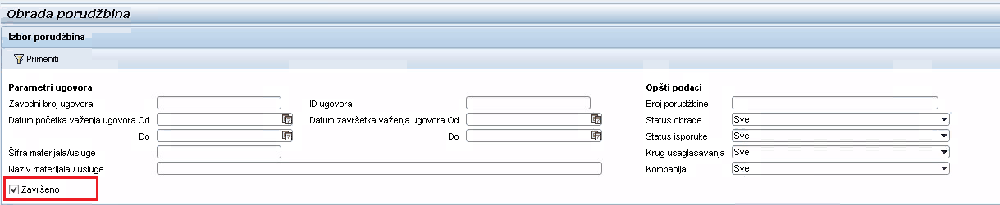 Obrada porudžbina
Izbor porudžbina
Primeniti
Parametri ugovora
Opšti podaci
Zavodni broj ugovora
ID ugovora
Broj porudžbine
Datum početka važenja ugovora Od
Datum završetka važenja ugovora Od
Status obrade Sve
Do
Do
Status isporuke Sve
Šifra materijala/usluge
Krug usaglašavanja Sve
Naziv materijala / usluge
Kompanija Sve
Završeno